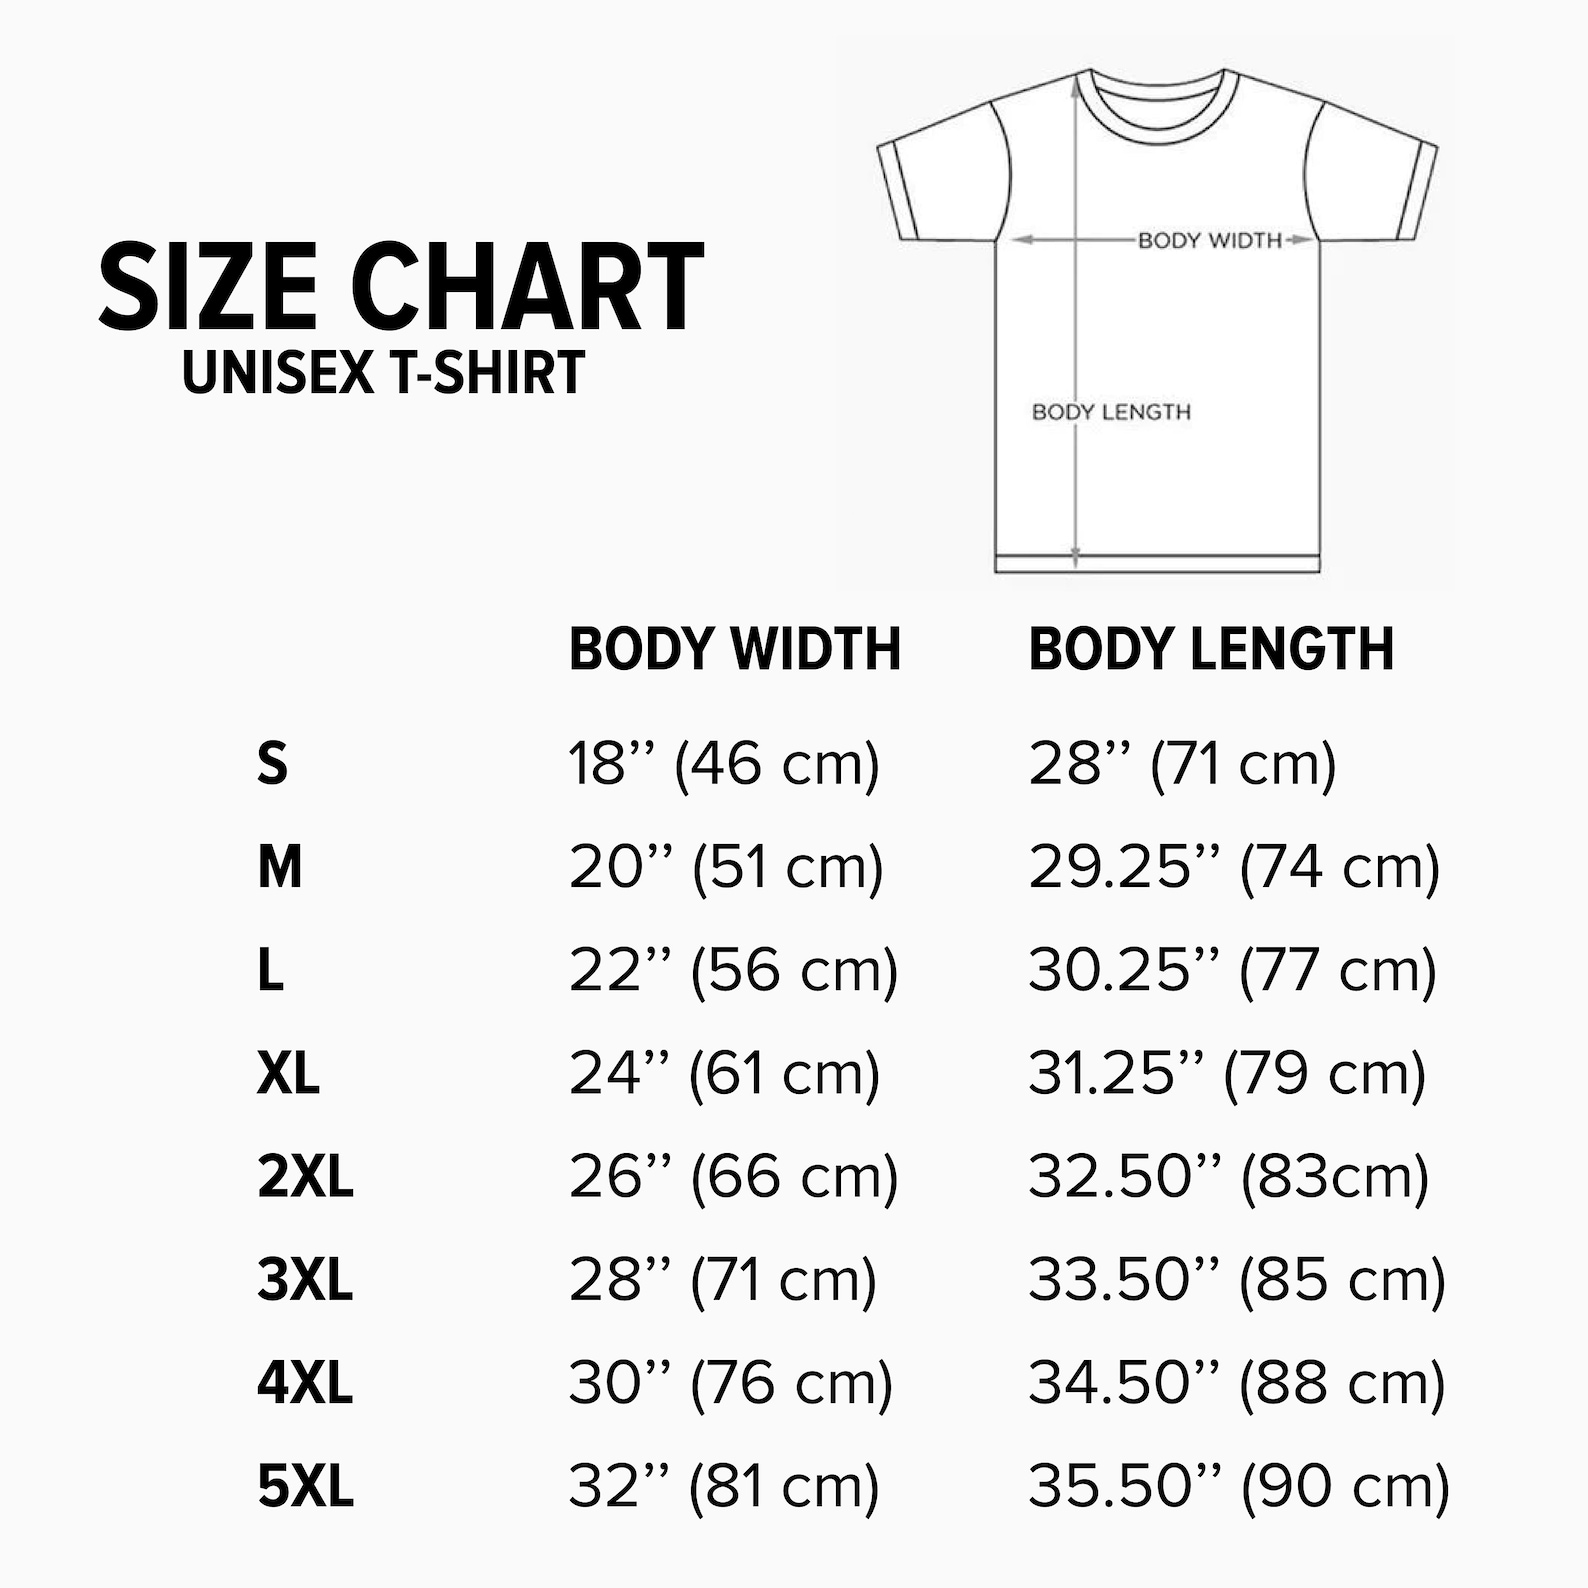 SIZE CHART
UNISEX T-SHIRT
BODY WIDTH
BODY LENGTH
BODY WIDTH BODY LENGTH
S 18’’ (46 cm) 28’’ (71 cm)
M 20’’ (51 cm) 29.25’’ (74 cm)
L 22’’ (56 cm) 30.25’’ (77 cm)
XL 24’’ (61 cm) 31.25’’ (79 cm)
2XL 26’’ (66 cm) 32.50’’ (83cm)
3XL 28’’ (71 cm) 33.50’’ (85 cm)
4XL 30’’ (76 cm) 34.50’’ (88 cm)
5XL 32’’ (81 cm) 35.50’’ (90 cm)